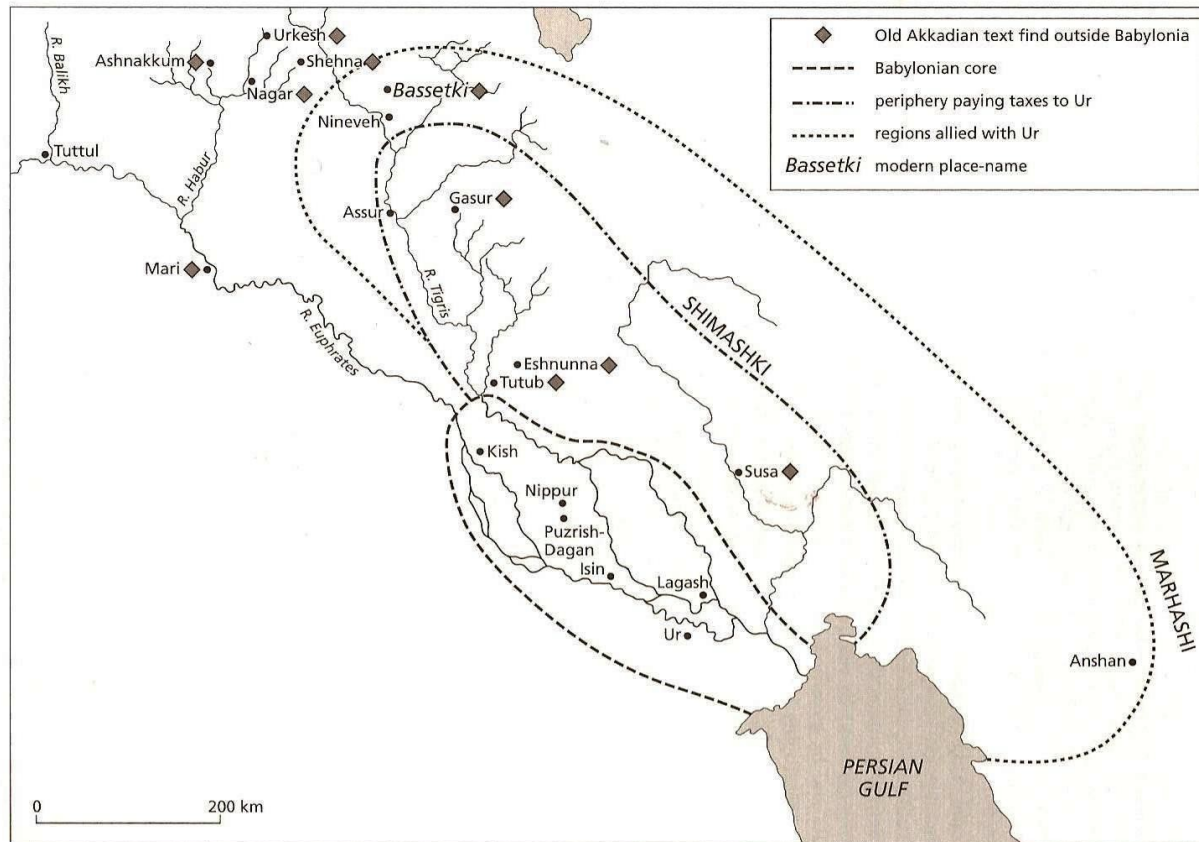 R. Balikh
Urkesh
Ashnakkum
Shehna
Nagar
Bassetki
Nineveh
Tuttul
R. Habur
Gasur
Assur
Mari
R. Tigris
R. Euphrates
SHIMASHKI
Eshnunna
Tutub
Kish
Susa
Nippur
Puzrish-
Dagan
Isin
Lagash
Ur
MARHASHI
Anshan
PERSIAN
GULF
0 200 km
Old Akkadian text find outside Babylonia
Babylonian core
periphery paying taxes to Ur
regions allied with Ur
Bassetki modern place-name